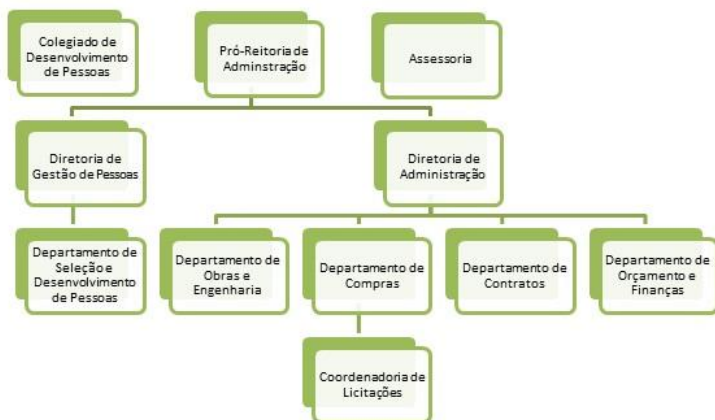 Colegiado de
Desenvolvimento
de Pessoas
Pró-Reitoria de
Adminstração
Assessoria
Diretoria de
Gestão de Pessoas
Diretoria de
Administração
Departamento de
Seleção e
Desenvolvimento
de Pessoas
Departamento de
Obras e
Engenharia
Departamento de
Compras
Departamento de
Contratos
Departamento de
Orçamento e
Finanças
Coordenadoria de
Licitações